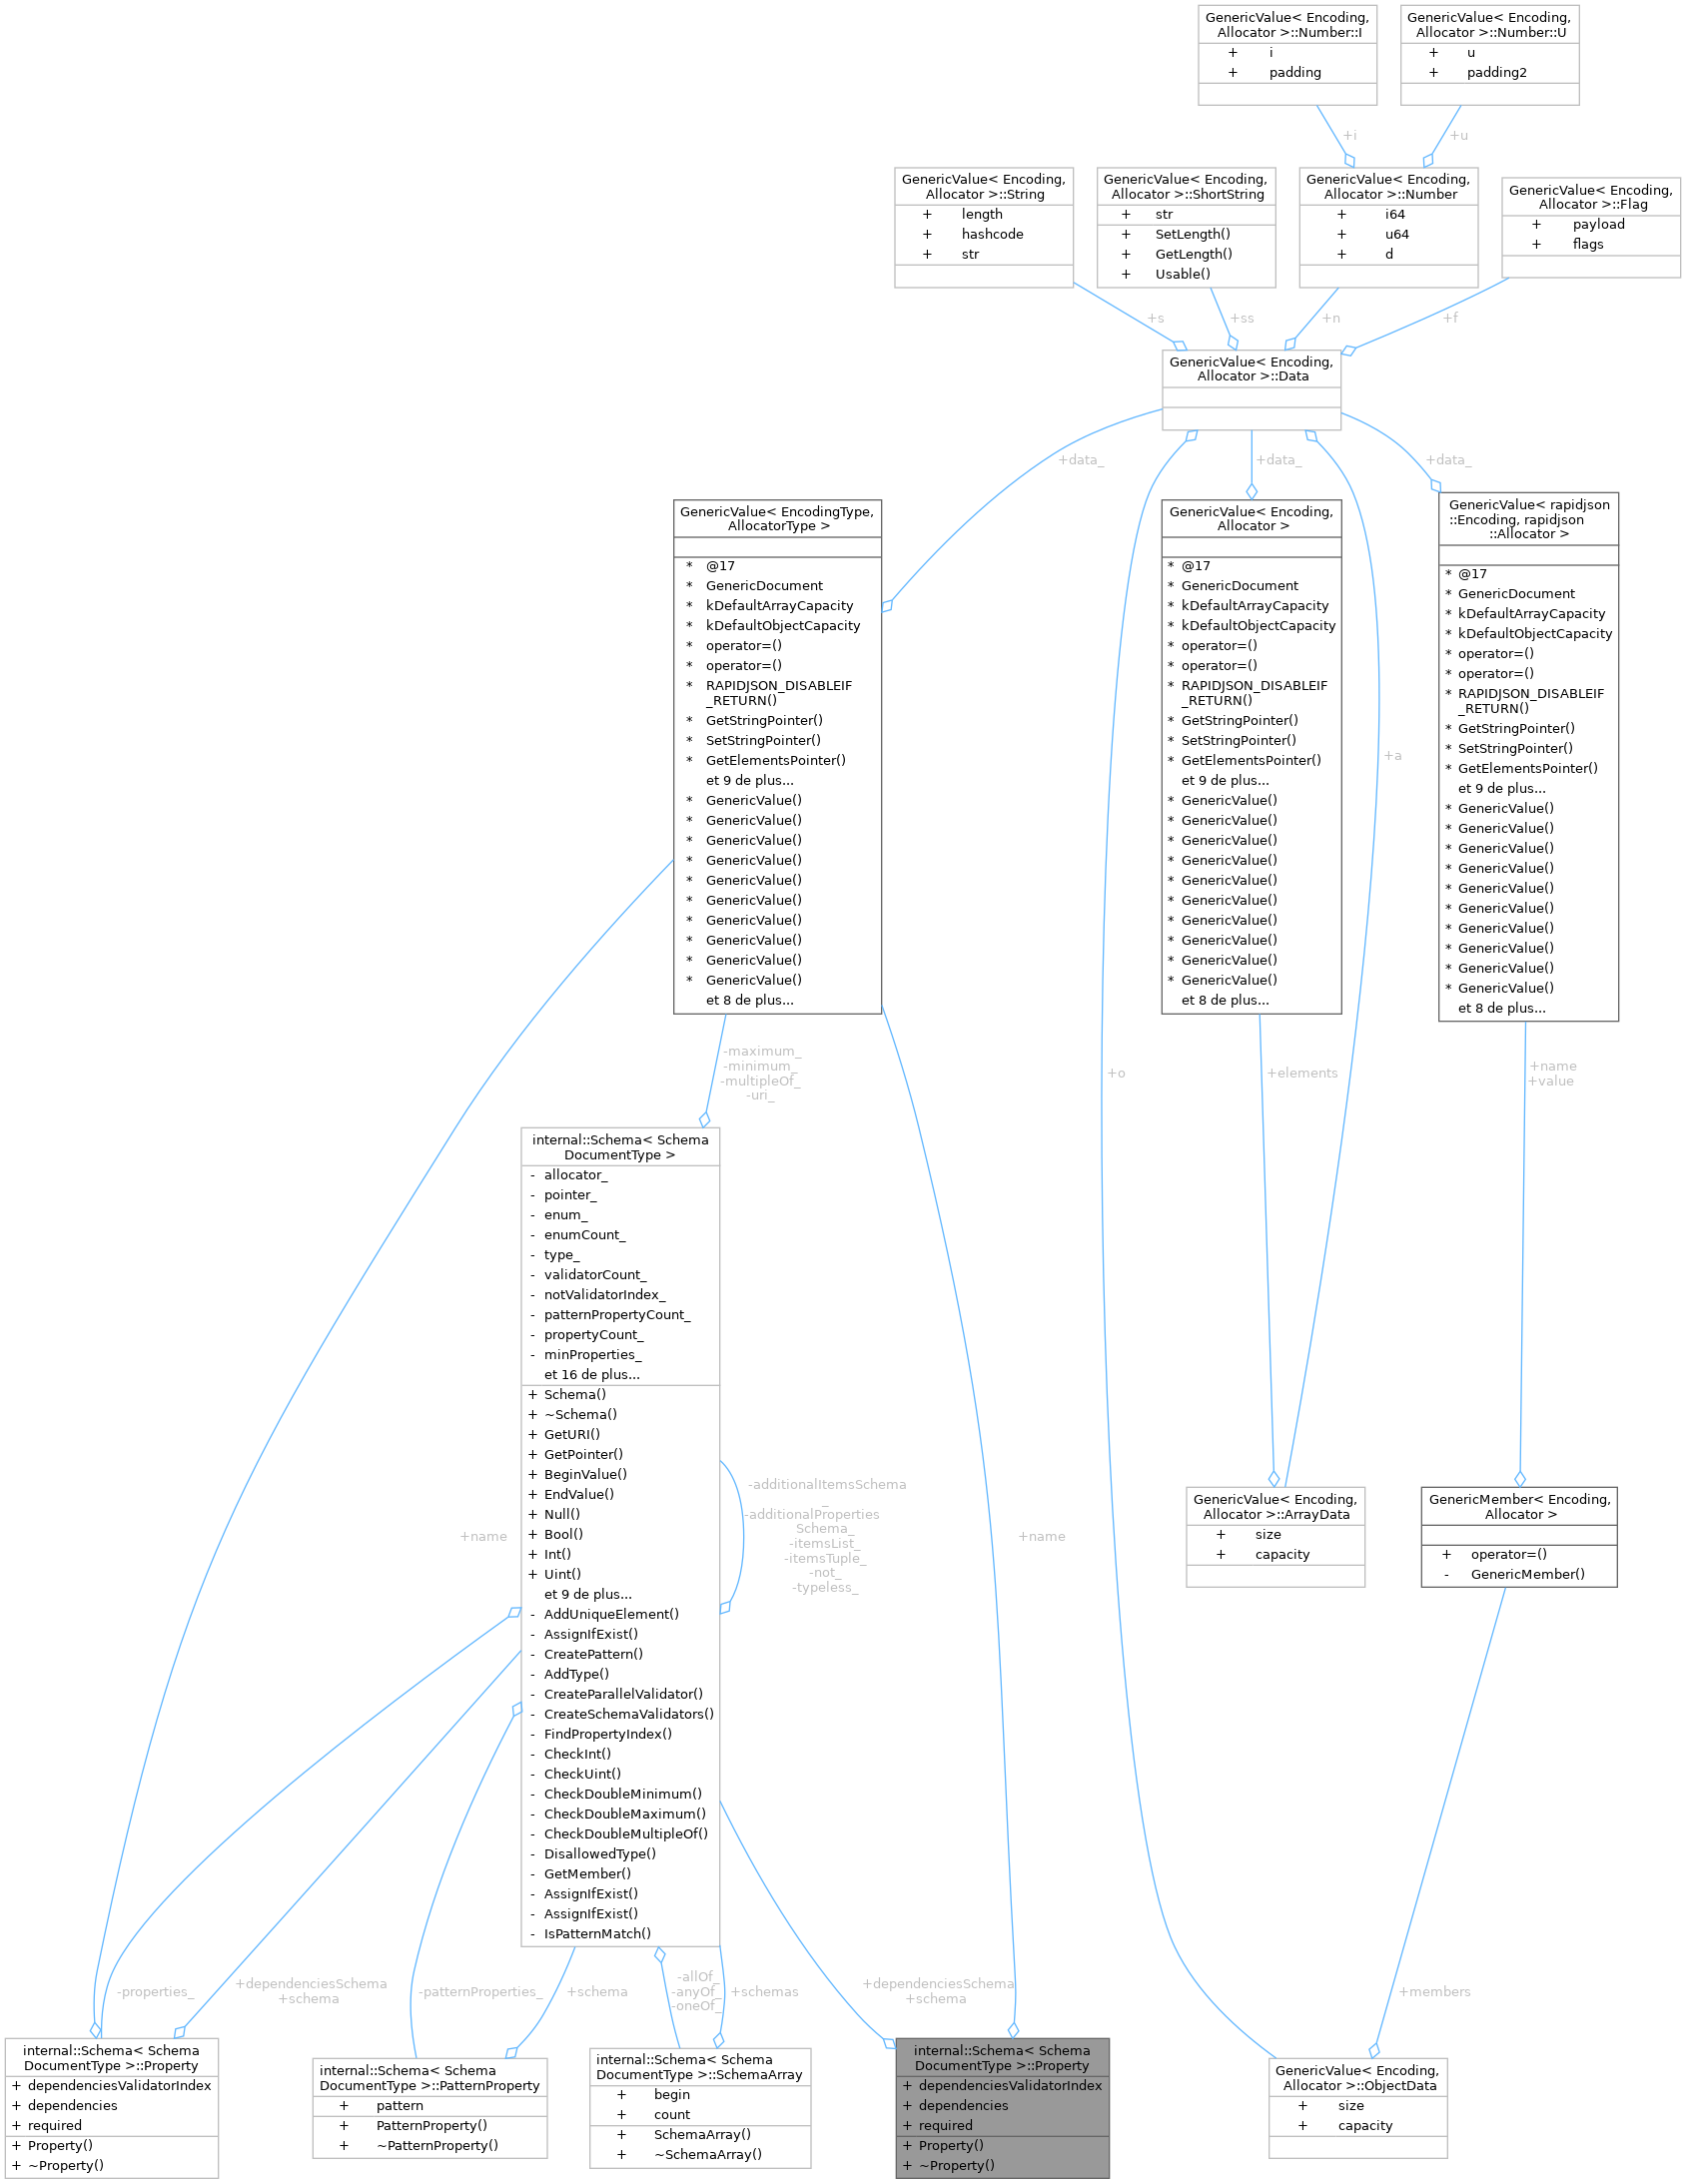 GenericValue< Encoding,
Allocator >::Number::I
+ i
+ padding
GenericValue< Encoding,
Allocator >::Number::U
+ u
+ padding2
+i
+u
GenericValue< Encoding,
Allocator >::String
+ length
+ hashcode
+ str
GenericValue< Encoding,
Allocator >::ShortString
+ str
+ SetLength()
+ GetLength()
+ Usable()
GenericValue< Encoding,
Allocator >::Number
+ i64
+ u64
+ d
GenericValue< Encoding,
Allocator >::Flag
+ payload
+ flags
+s
+ss
+n
+f
GenericValue< Encoding,
Allocator >::Data
+data_
+data_
+data_
GenericValue< EncodingType,
AllocatorType >
* @17
* GenericDocument
* kDefaultArrayCapacity
* kDefaultObjectCapacity
* operator=()
* operator=()
* RAPIDJSON_DISABLEIF
_RETURN()
* GetStringPointer()
* SetStringPointer()
* GetElementsPointer()
et 9 de plus...
* GenericValue()
* GenericValue()
* GenericValue()
* GenericValue()
* GenericValue()
* GenericValue()
* GenericValue()
* GenericValue()
* GenericValue()
* GenericValue()
et 8 de plus...
GenericValue< Encoding,
Allocator >
* @17
* GenericDocument
* kDefaultArrayCapacity
* kDefaultObjectCapacity
* operator=()
* operator=()
* RAPIDJSON_DISABLEIF
_RETURN()
* GetStringPointer()
* SetStringPointer()
* GetElementsPointer()
et 9 de plus...
* GenericValue()
* GenericValue()
* GenericValue()
* GenericValue()
* GenericValue()
* GenericValue()
* GenericValue()
* GenericValue()
* GenericValue()
* GenericValue()
et 8 de plus...
+a
GenericValue< rapidjson
::Encoding, rapidjson
::Allocator >
* @17
* GenericDocument
* kDefaultArrayCapacity
* kDefaultObjectCapacity
* operator=()
* operator=()
* RAPIDJSON_DISABLEIF
_RETURN()
* GetStringPointer()
* SetStringPointer()
* GetElementsPointer()
et 9 de plus...
* GenericValue()
* GenericValue()
* GenericValue()
* GenericValue()
* GenericValue()
* GenericValue()
* GenericValue()
* GenericValue()
* GenericValue()
* GenericValue()
et 8 de plus...
-maximum_
-minimum_
-multipleOf_
-uri_
+o
+elements
+name
+value
internal::Schema< Schema
DocumentType >
- allocator_
- pointer_
- enum_
- enumCount_
- type_
- validatorCount_
- notValidatorIndex_
- patternPropertyCount_
- propertyCount_
- minProperties_
et 16 de plus...
+ Schema()
+ ~Schema()
+ GetURI()
+ GetPointer()
+ BeginValue()
+ EndValue()
+ Null()
+ Bool()
+ Int()
+ Uint()
et 9 de plus...
- AddUniqueElement()
- AssignIfExist()
- CreatePattern()
- AddType()
- CreateParallelValidator()
- CreateSchemaValidators()
- FindPropertyIndex()
- CheckInt()
- CheckUint()
- CheckDoubleMinimum()
- CheckDoubleMaximum()
- CheckDoubleMultipleOf()
- DisallowedType()
- GetMember()
- AssignIfExist()
- AssignIfExist()
- IsPatternMatch()
+name
-additionalItemsSchema
_
-additionalProperties
Schema_
-itemsList_
-itemsTuple_
-not_
-typeless_
+name
GenericValue< Encoding,
Allocator >::ArrayData
+ size
+ capacity
GenericMember< Encoding,
Allocator >
+ operator=()
- GenericMember()
-properties_
+dependenciesSchema
+schema
-patternProperties_
+schema
-allOf_
-anyOf_
-oneOf_
+schemas
+dependenciesSchema
+schema
+members
internal::Schema< Schema
DocumentType >::Property
+ dependenciesValidatorIndex
+ dependencies
+ required
+ Property()
+ ~Property()
internal::Schema< Schema
DocumentType >::PatternProperty
+ pattern
+ PatternProperty()
+ ~PatternProperty()
internal::Schema< Schema
DocumentType >::SchemaArray
+ begin
+ count
+ SchemaArray()
+ ~SchemaArray()
internal::Schema< Schema
DocumentType >::Property
+ dependenciesValidatorIndex
+ dependencies
+ required
+ Property()
+ ~Property()
GenericValue< Encoding,
Allocator >::ObjectData
+ size
+ capacity